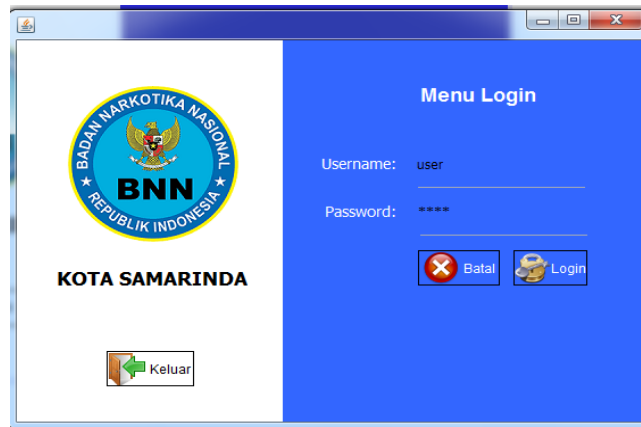 BADAN NARKOTIKA NASIONAL
BNN
★ REPUBLIK INDONESIA ★
KOTA SAMARINDA
Keluar
Menu Login
Username: user
Password: ****
Batal Login